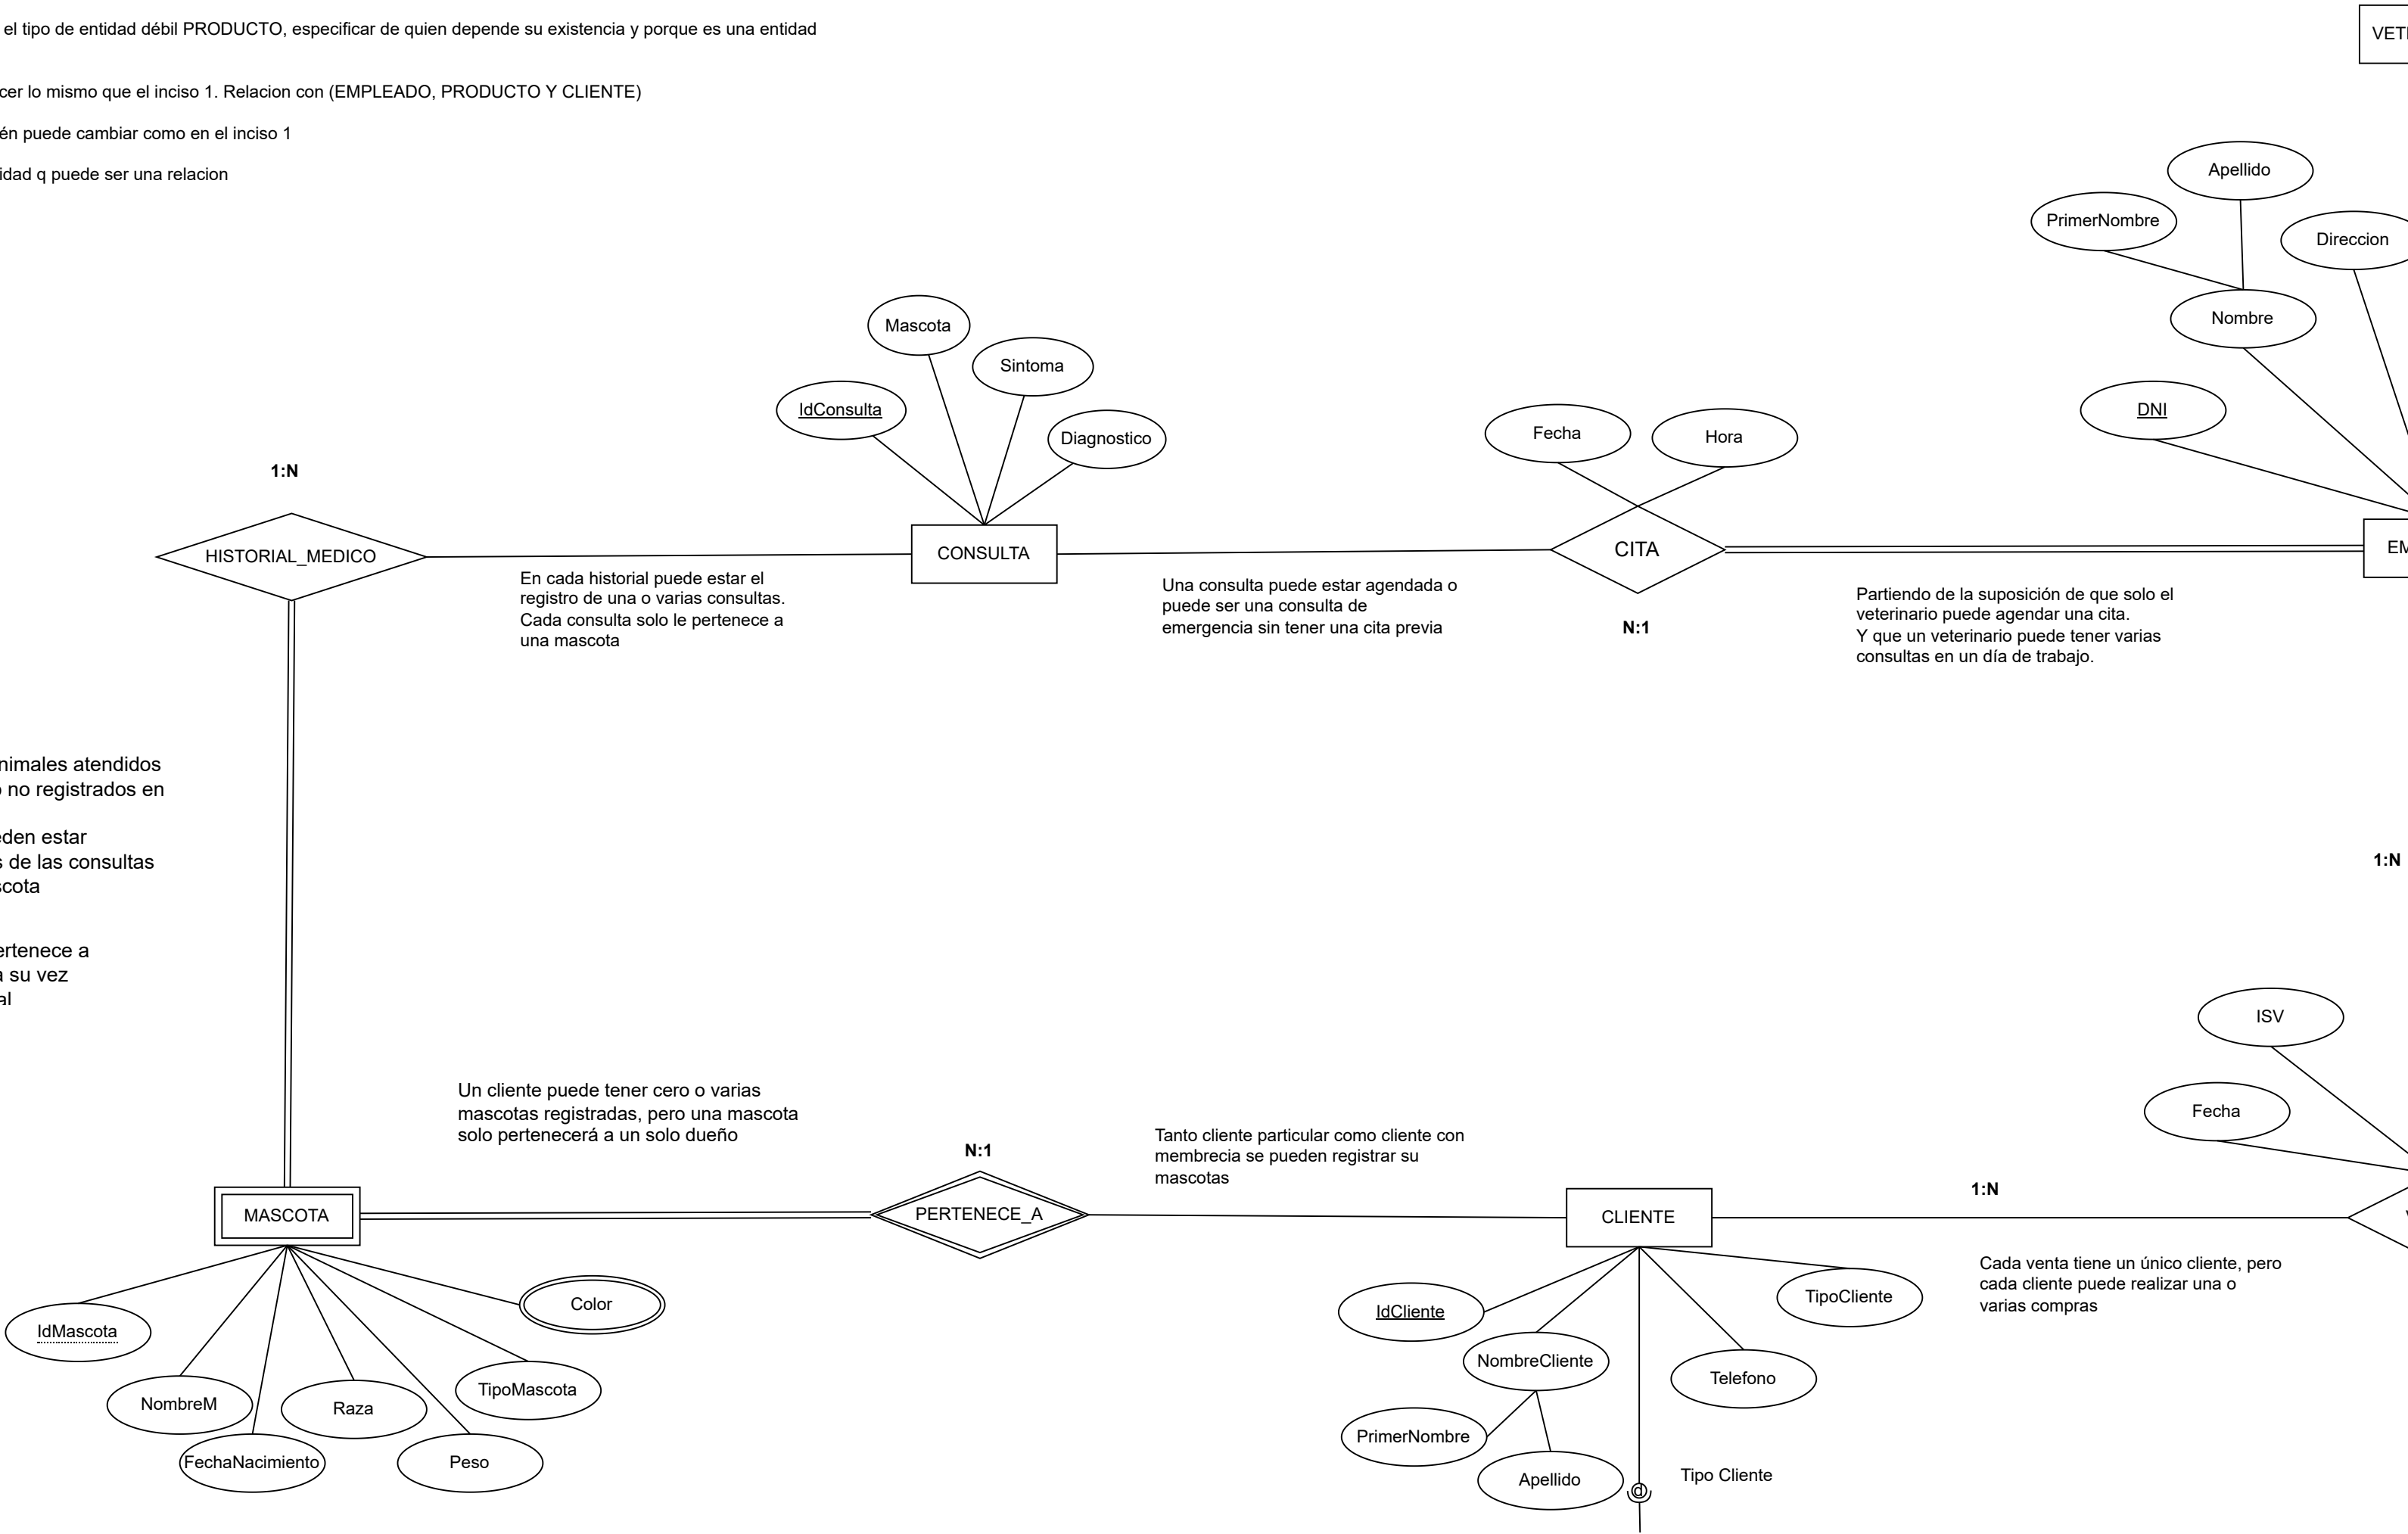 el tipo de entidad débil PRODUCTO, especificar de quien depende su existencia y porque es una entidad
cer lo mismo que el inciso 1. Relacion con (EMPLEADO, PRODUCTO Y CLIENTE)
én puede cambiar como en el inciso 1
idad q puede ser una relacion
VET
Apellido
PrimerNombre
Direccion
Nombre
DNI
Mascota
Sintoma
IdConsulta
Diagnostico
Fecha
Hora
1:N
HISTORIAL_MEDICO
CONSULTA
CITA
EM
En cada historial puede estar el
registro de una o varias consultas.
Cada consulta solo le pertenece a
una mascota
Una consulta puede estar agendada o
puede ser una consulta de
emergencia sin tener una cita previa
N:1
Partiendo de la suposición de que solo el
veterinario puede agendar una cita.
Y que un veterinario puede tener varias
consultas en un día de trabajo.
nimales atendidos
o no registrados en
eden estar
s de las consultas
scota
ertenece a
a su vez
al
1:N
ISV
Fecha
Un cliente puede tener cero o varias
mascotas registradas, pero una mascota
solo pertenecerá a un solo dueño
N:1
Tanto cliente particular como cliente con
membrecia se pueden registrar su
mascotas
1:N
MASCOTA
PERTENECE_A
CLIENTE
Cada venta tiene un único cliente, pero
cada cliente puede realizar una o
varias compras
Color
IdMascota
TipoMascota
NombreM
Raza
FechaNacimiento
Peso
IdCliente
TipoCliente
NombreCliente
Telefono
PrimerNombre
Apellido
Tipo Cliente
d